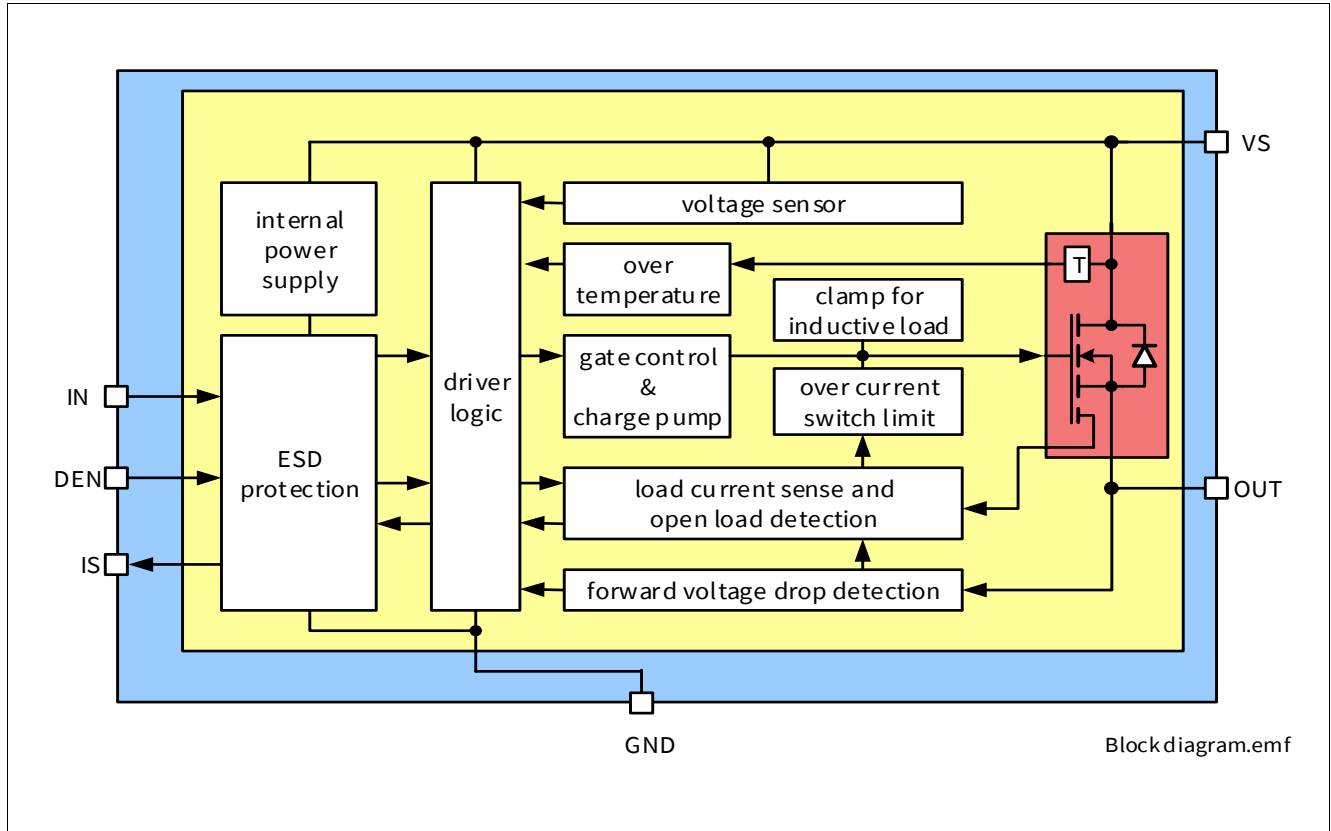 VS
voltage sensor
internal
power
supply
over
temperature
T
clamp for
inductive load
gate control
&
charge pump
driver
logic
over current
switch limit
IN
DEN
IS
ESD
protection
load current sense and
open load detection
OUT
forward voltage drop detection
GND
Block diagram.emf